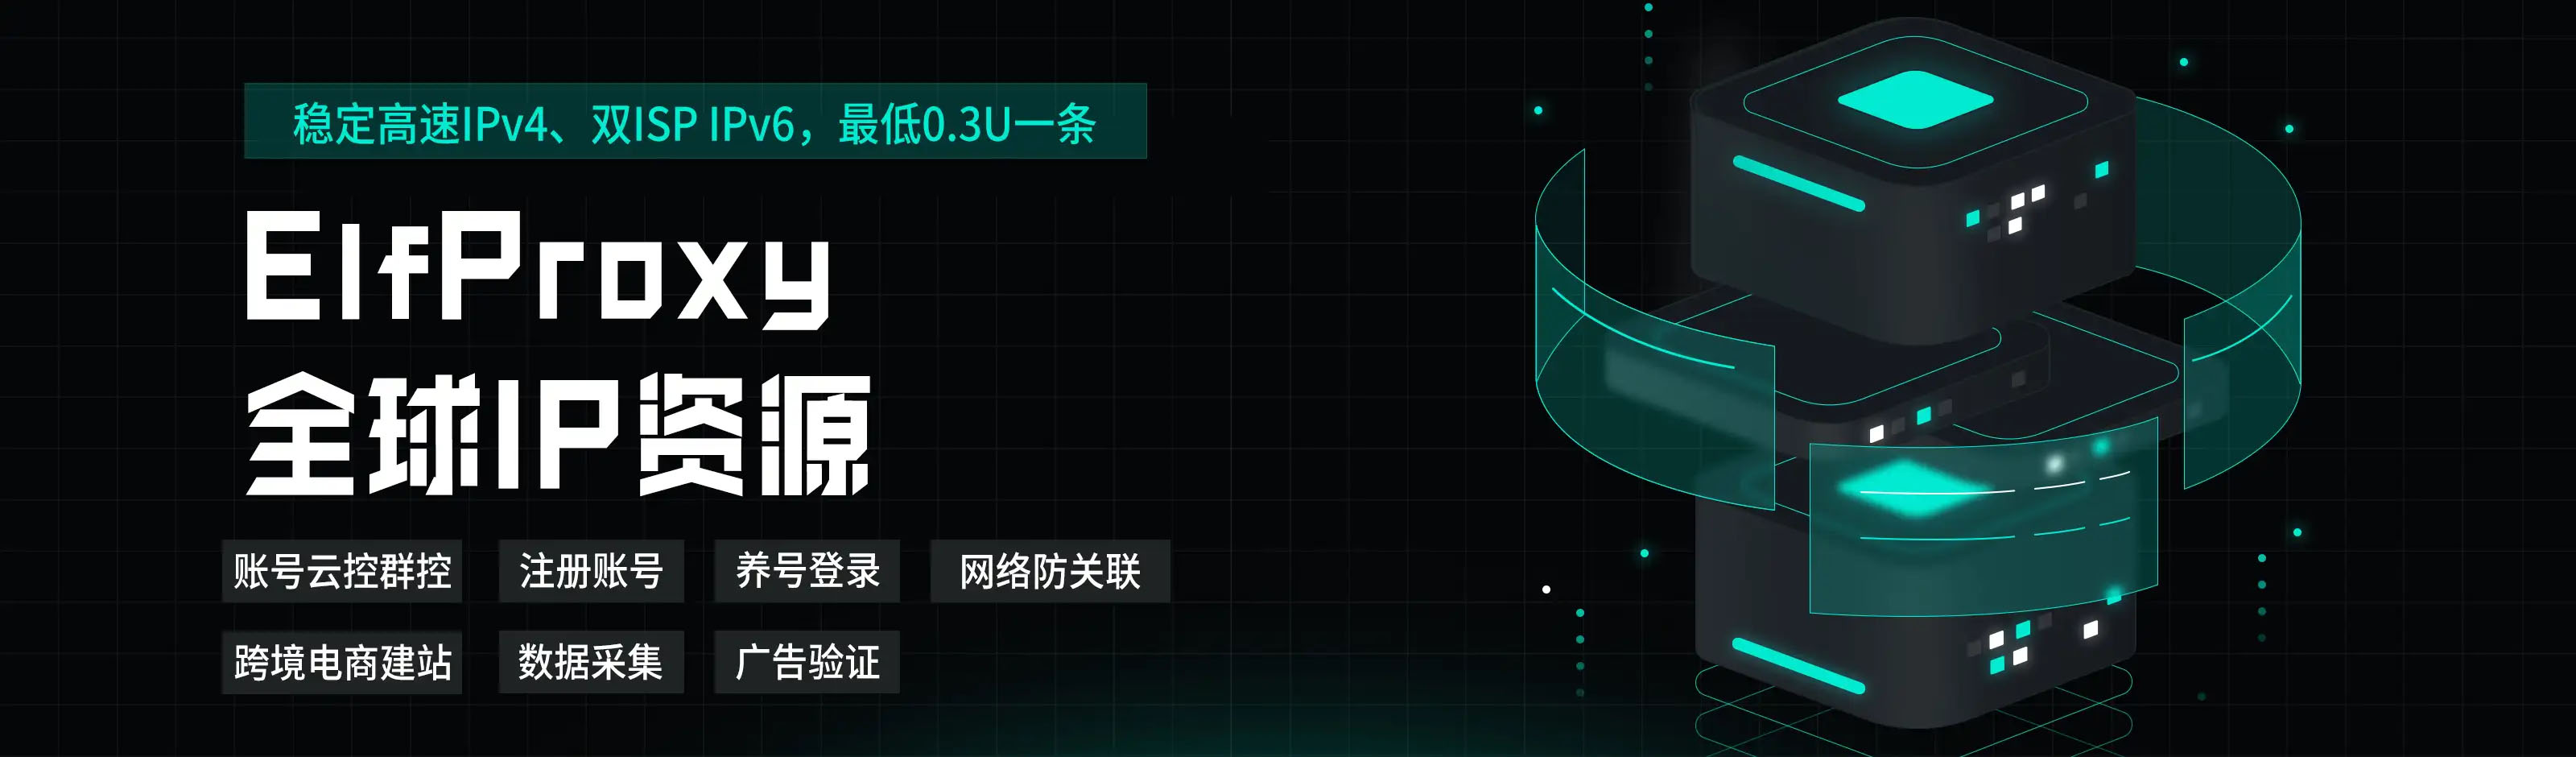 稳定高速IPv4、双ISP IPv6，最低0.3U一条
ElfProxy
全球IP资源
账号云控群控 注册账号 养号登录 网络防关联
跨境电商建站 数据采集 广告验证